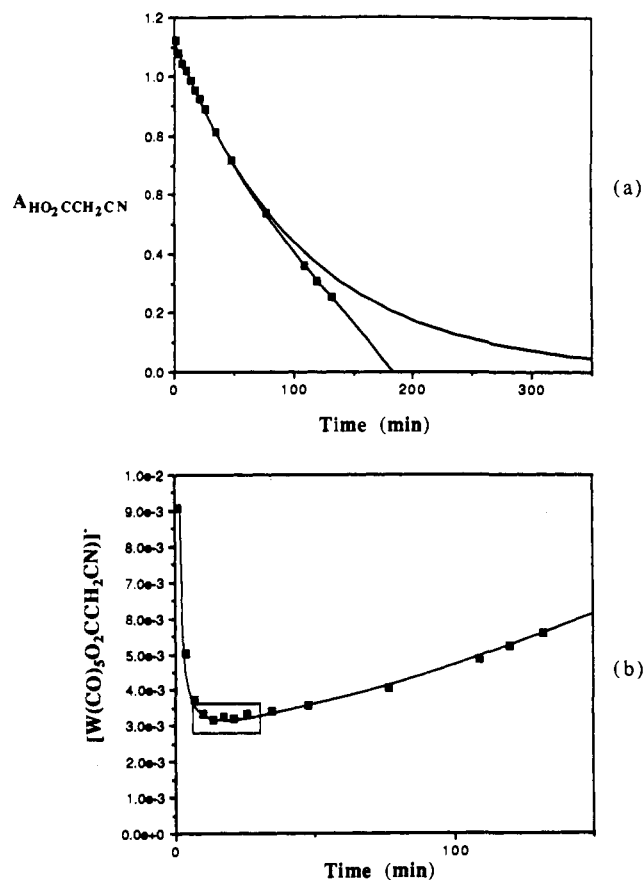 1.2
1.0
0.8
0.6
0.4
0.2
0.0
A HO2CCH2CN
(a)
0 100 200 300
Time (min)
1.0e-2
9.0e-3
8.0e-3
7.0e-3
6.0e-3
5.0e-3
4.0e-3
3.0e-3
2.0e-3
1.0e-3
0.0e+0
[W(CO)5O2CCH2CN)]-
(b)
0 100
Time (min)